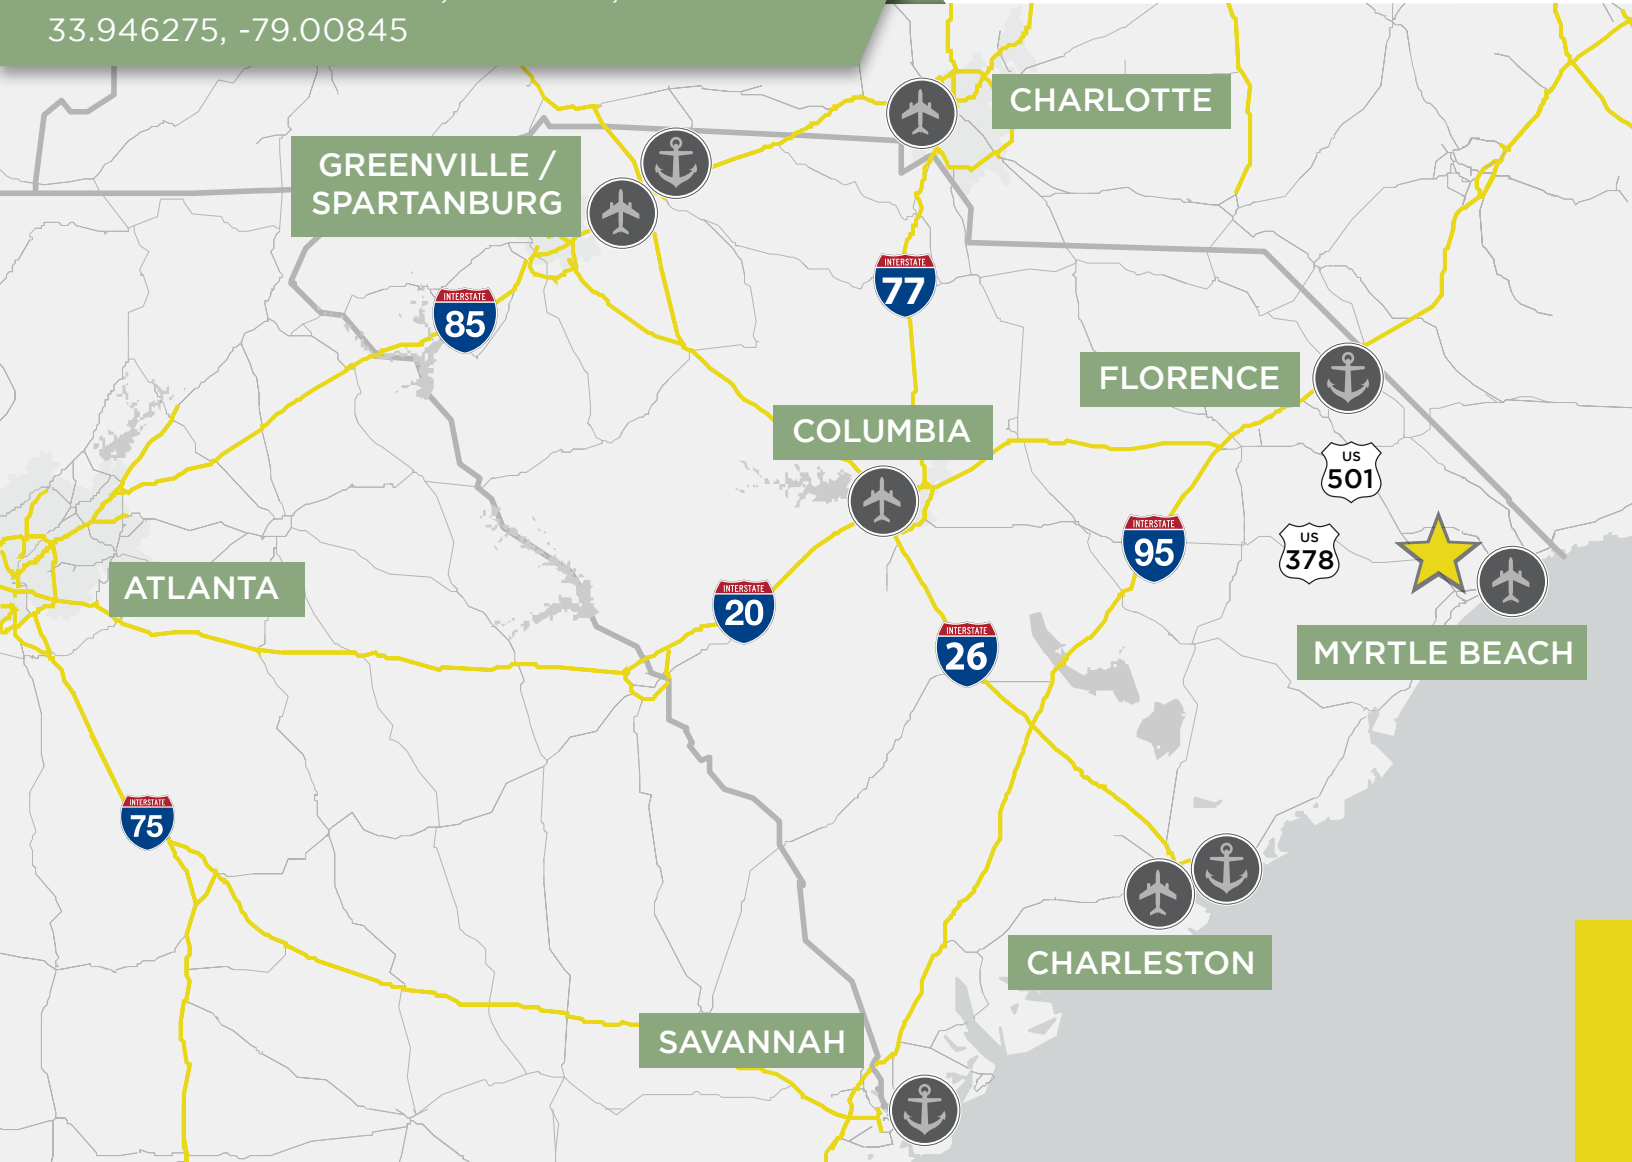 33.946275, -79.00845
CHARLOTTE
GREENVILLE /
SPARTANBURG
INTERSTATE
77
INTERSTATE
85
FLORENCE
COLUMBIA
US
501
INTERSTATE
95
US
378
ATLANTA
INTERSTATE
20
INTERSTATE
26
MYRTLE BEACH
INTERSTATE
75
CHARLESTON
SAVANNAH